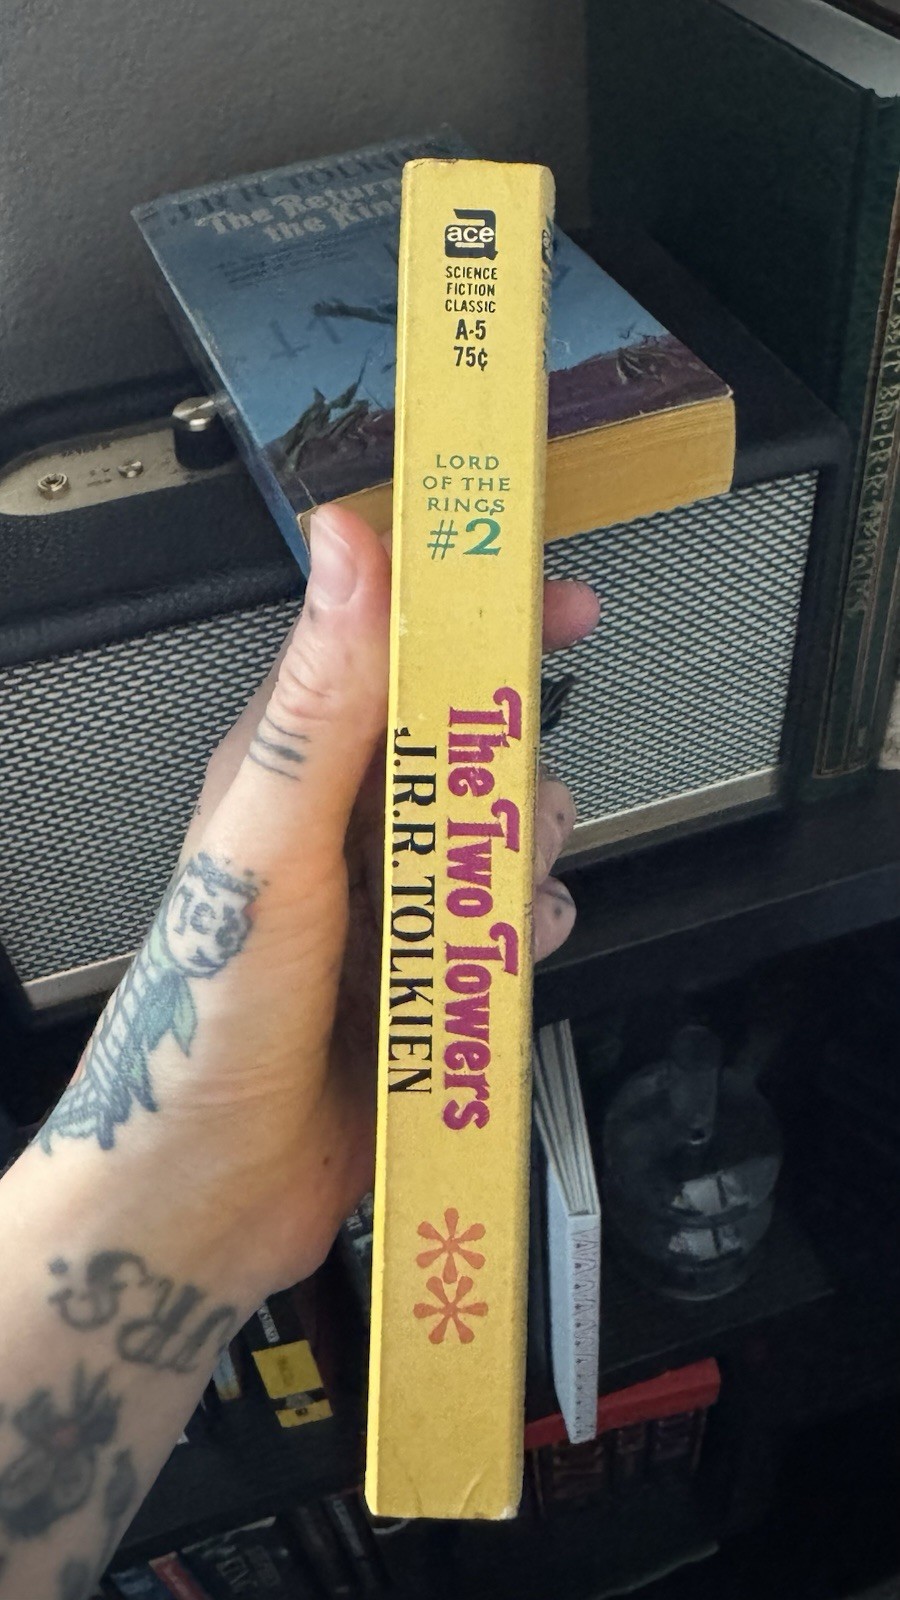 ace
SCIENCE
FICTION
CLASSIC
A-5
75¢
LORD
OF THE
RINGS
#2
The Two Towers
J.R.R. TOLKIEN
J.R.R. TOLKIEN
The Return
the King